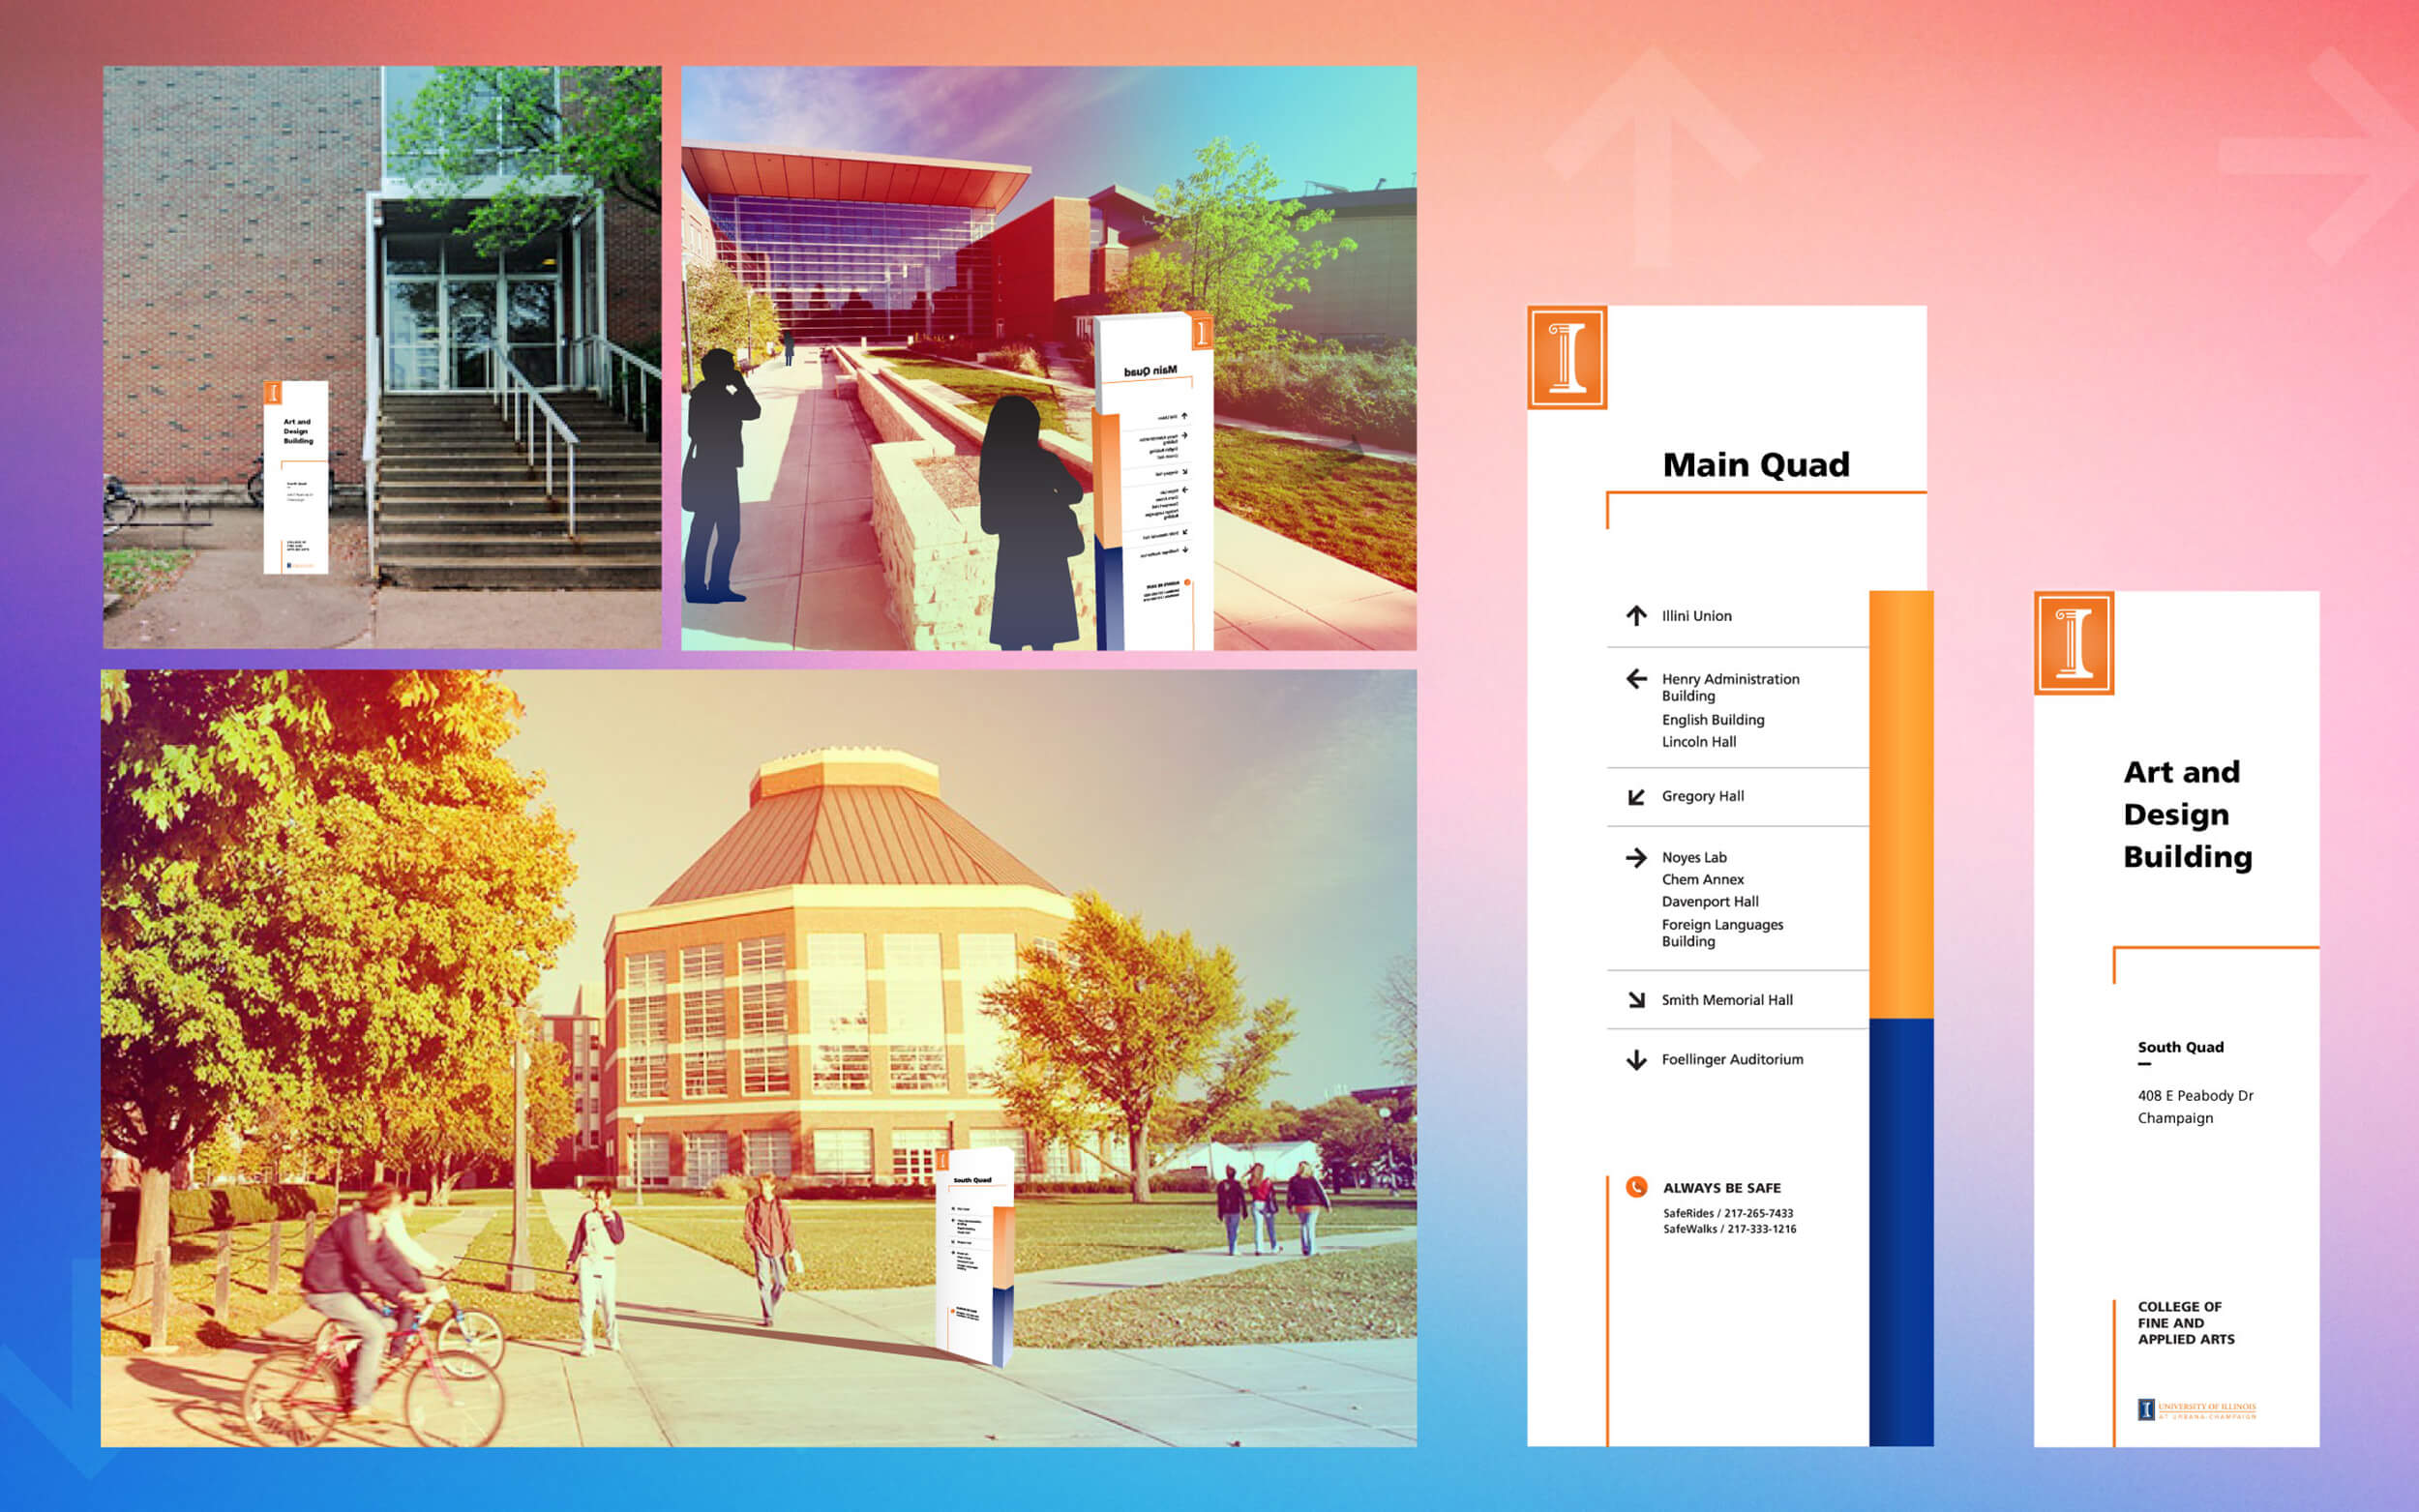 Art and
Design
Building
South Quad
Main Quad
South Quad
Main Quad
Illini Union
Henry Administration
Building
English Building
Lincoln Hall
Gregory Hall
Noyes Lab
Chem Annex
Davenport Hall
Foreign Languages
Building
Smith Memorial Hall
Foellinger Auditorium
ALWAYS BE SAFE
SafeRides / 217-265-7433
SafeWalks / 217-333-1216
Art and
Design
Building
South Quad
408 E Peabody Dr
Champaign
COLLEGE OF
FINE AND
APPLIED ARTS
I UNIVERSITY OF ILLINOIS
AT URBANA-CHAMPAIGN